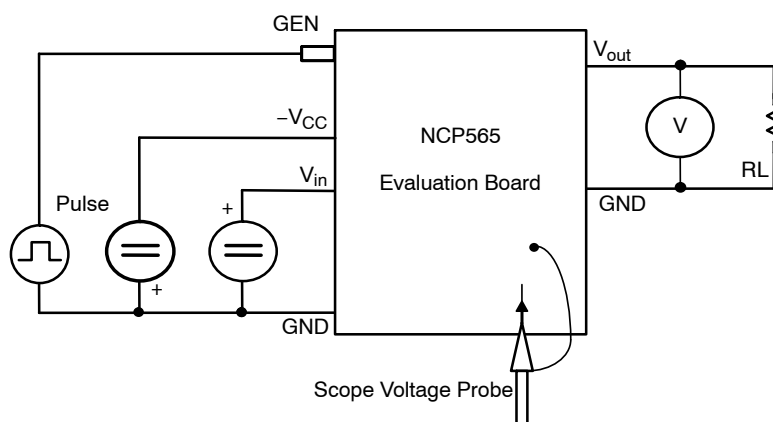 GEN
V_out
−V_CC
NCP565
V
V_in
Evaluation Board
RL
Pulse
+
GND
+
GND
Scope Voltage Probe